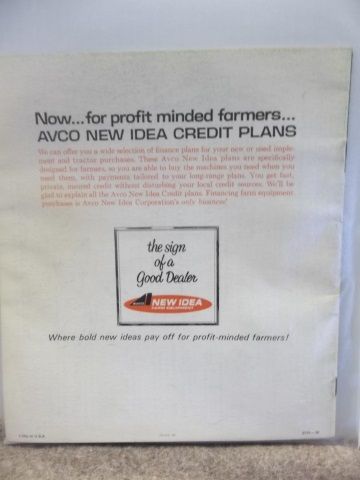 Now...for profit minded farmers...
AVCO NEW IDEA CREDIT PLANS
We can offer you a wide selection of finance plans for your new or used imple-
ment and tractor purchases. These Avco New Idea plans are specifically
designed for farmers, so you are able to buy the machines you need when you
need them, with payments tailored to your long-range plans. You get fast,
private, insured credit without disturbing your local credit sources. We'll be
glad to explain all the Avco New Idea Credit plans. Financing farm equipment
purchases is Avco New Idea Corporation's only business!
the sign
of a
Good Dealer
AVCO NEW IDEA
FARM EQUIPMENT
Where bold new ideas pay off for profit-minded farmers!